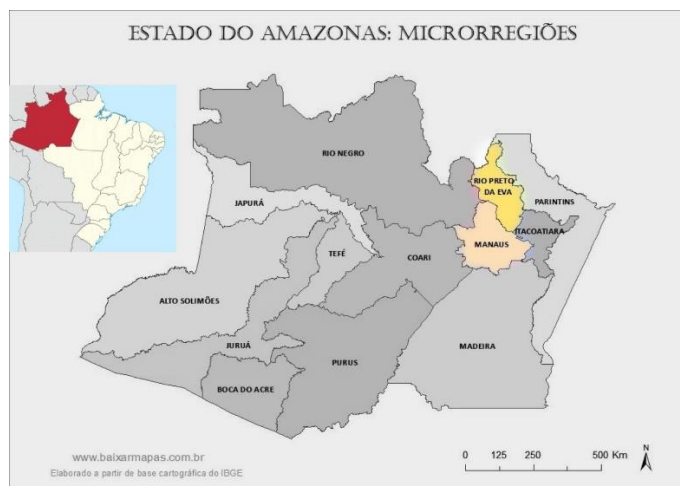 ESTADO DO AMAZONAS: MICRORREGIÕES
RIO NEGRO
RIO PRETO
DA EVA
JAPURÁ
PARINTINS
ITACOATIARA
MANAUS
TEFÉ
COARI
ALTO SOLIMÕES
JURUÁ
MADEIRA
PURUS
BOCA DO ACRE
www.baixarmapas.com.br
Elaborado a partir de base cartográfica do IBGE
0 125 250 500 Km
N